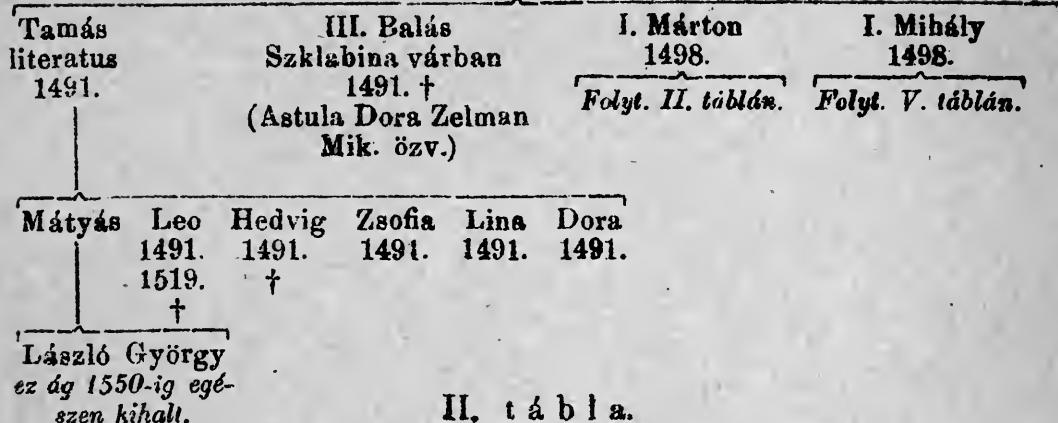 Tamás III. Balás I. Márton I. Mihály
literatus Szklabina várban 1498. 1498.
1491. 1491. † Folyt. II. táblán. Folyt. V. táblán.
(Astula Dora Zelman
Mik. özv.)
Mátyás Leo Hedvig Zsofia Lina Dora
1491. 1491. 1491. 1491. 1491.
1519. †
†
László György
ez ág 1550-ig egé-
szen kihalt.
II. tábla.